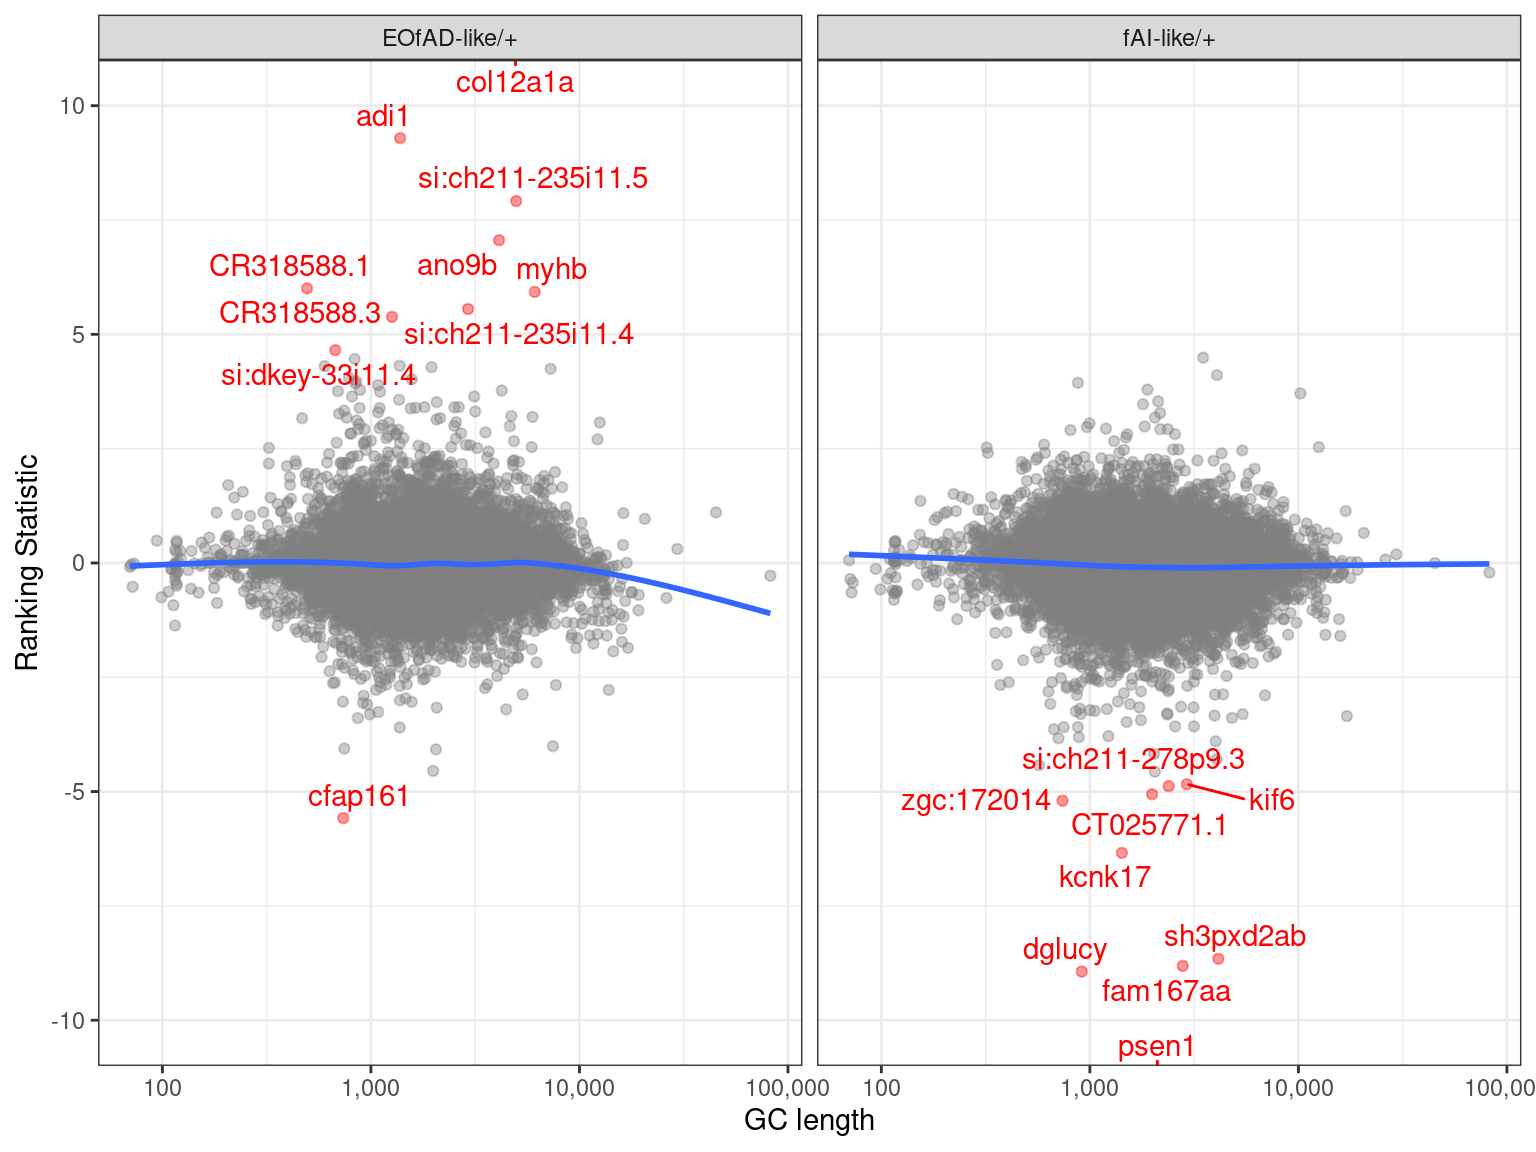 EOfAD-like/+
fAI-like/+
Ranking Statistic
10
5
0
-5
-10
col12a1a
adi1
si:ch211-235i11.5
ano9b
myhb
CR318588.1
CR318588.3
si:ch211-235i11.4
si:dkey-33i11.4
cfap161
si:ch211-278p9.3
zgc:172014
kif6
CT025771.1
kcnk17
sh3pxd2ab
dglucy
fam167aa
psen1
100
1,000
10,000
100,000
100
1,000
10,000
100,00
GC length